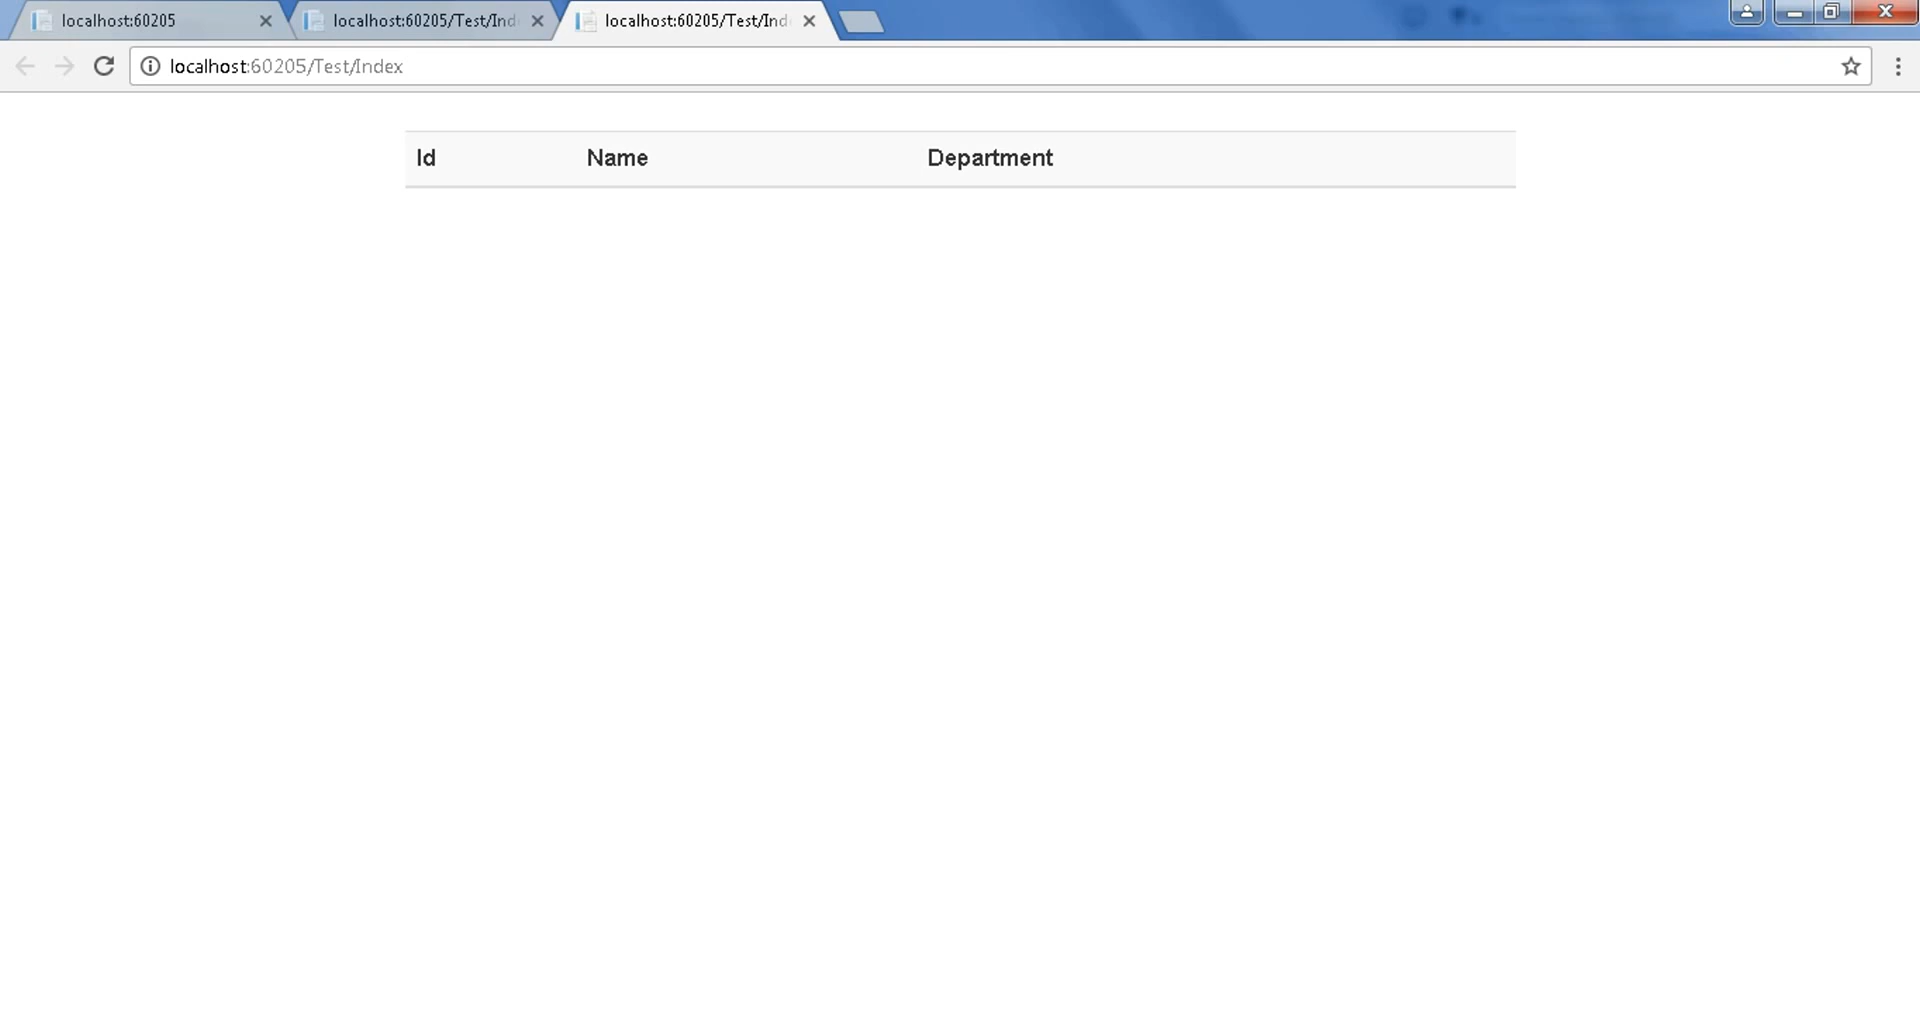 localhost:60205
localhost:60205/Test/Ind
localhost:60205/Test/Ind
localhost:60205/Test/Index
Id Name Department